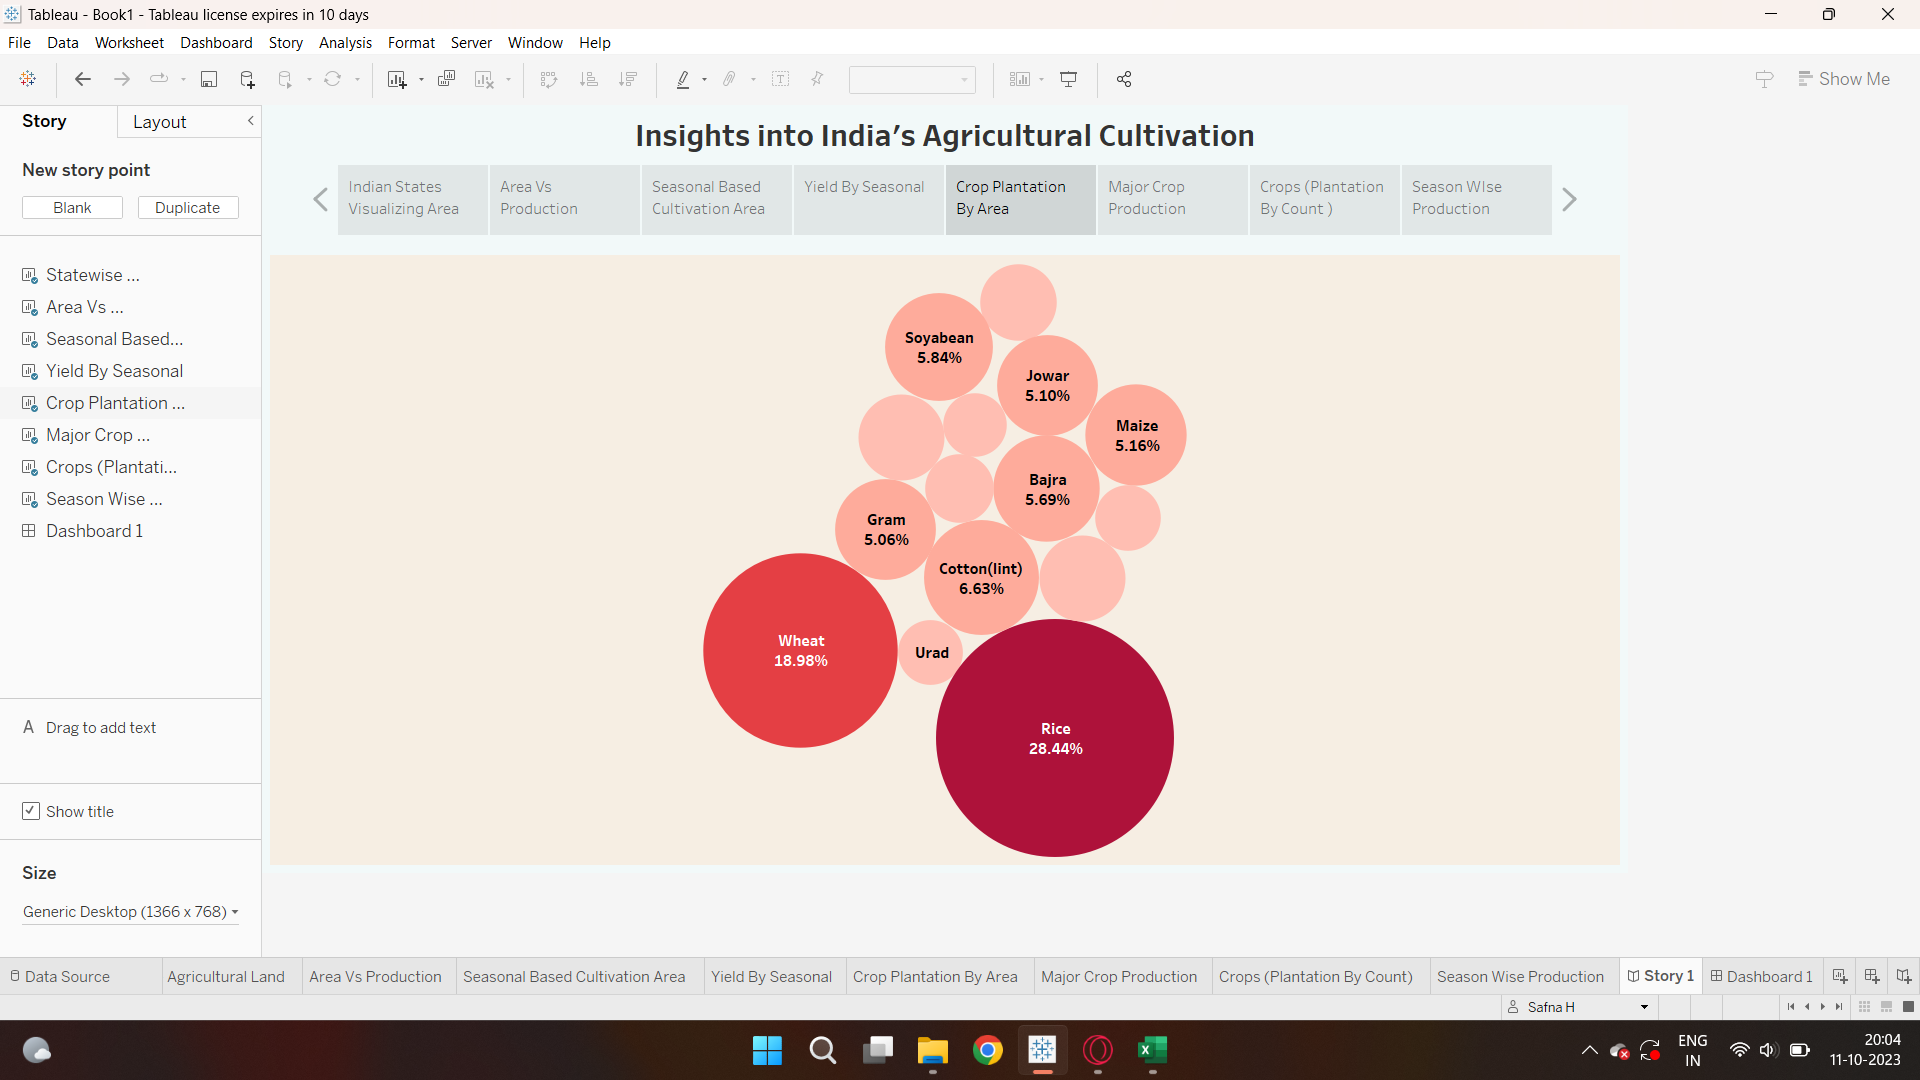 Tableau - Book1 - Tableau license expires in 10 days
File Data Worksheet Dashboard Story Analysis Format Server Window Help
Show Me
Story
Layout
New story point
Blank
Duplicate
Statewise ...
Area Vs ...
Seasonal Based...
Yield By Seasonal
Crop Plantation ...
Major Crop ...
Crops (Plantati...
Season Wise ...
Dashboard 1
A Drag to add text
Show title
Size
Generic Desktop (1366 x 768)
Insights into India's Agricultural Cultivation
Indian States
Visualizing Area
Area Vs
Production
Seasonal Based
Cultivation Area
Yield By Seasonal
Crop Plantation
By Area
Major Crop
Production
Crops (Plantation
By Count )
Season WIse
Production
Soyabean
5.84%
Jowar
5.10%
Maize
5.16%
Bajra
5.69%
Gram
5.06%
Cotton(lint)
6.63%
Wheat
18.98%
Urad
Rice
28.44%
Data Source Agricultural Land Area Vs Production Seasonal Based Cultivation Area Yield By Seasonal Crop Plantation By Area Major Crop Production Crops (Plantation By Count) Season Wise Production Story 1 Dashboard 1
Safna H
ENG
IN
20:04
11-10-2023